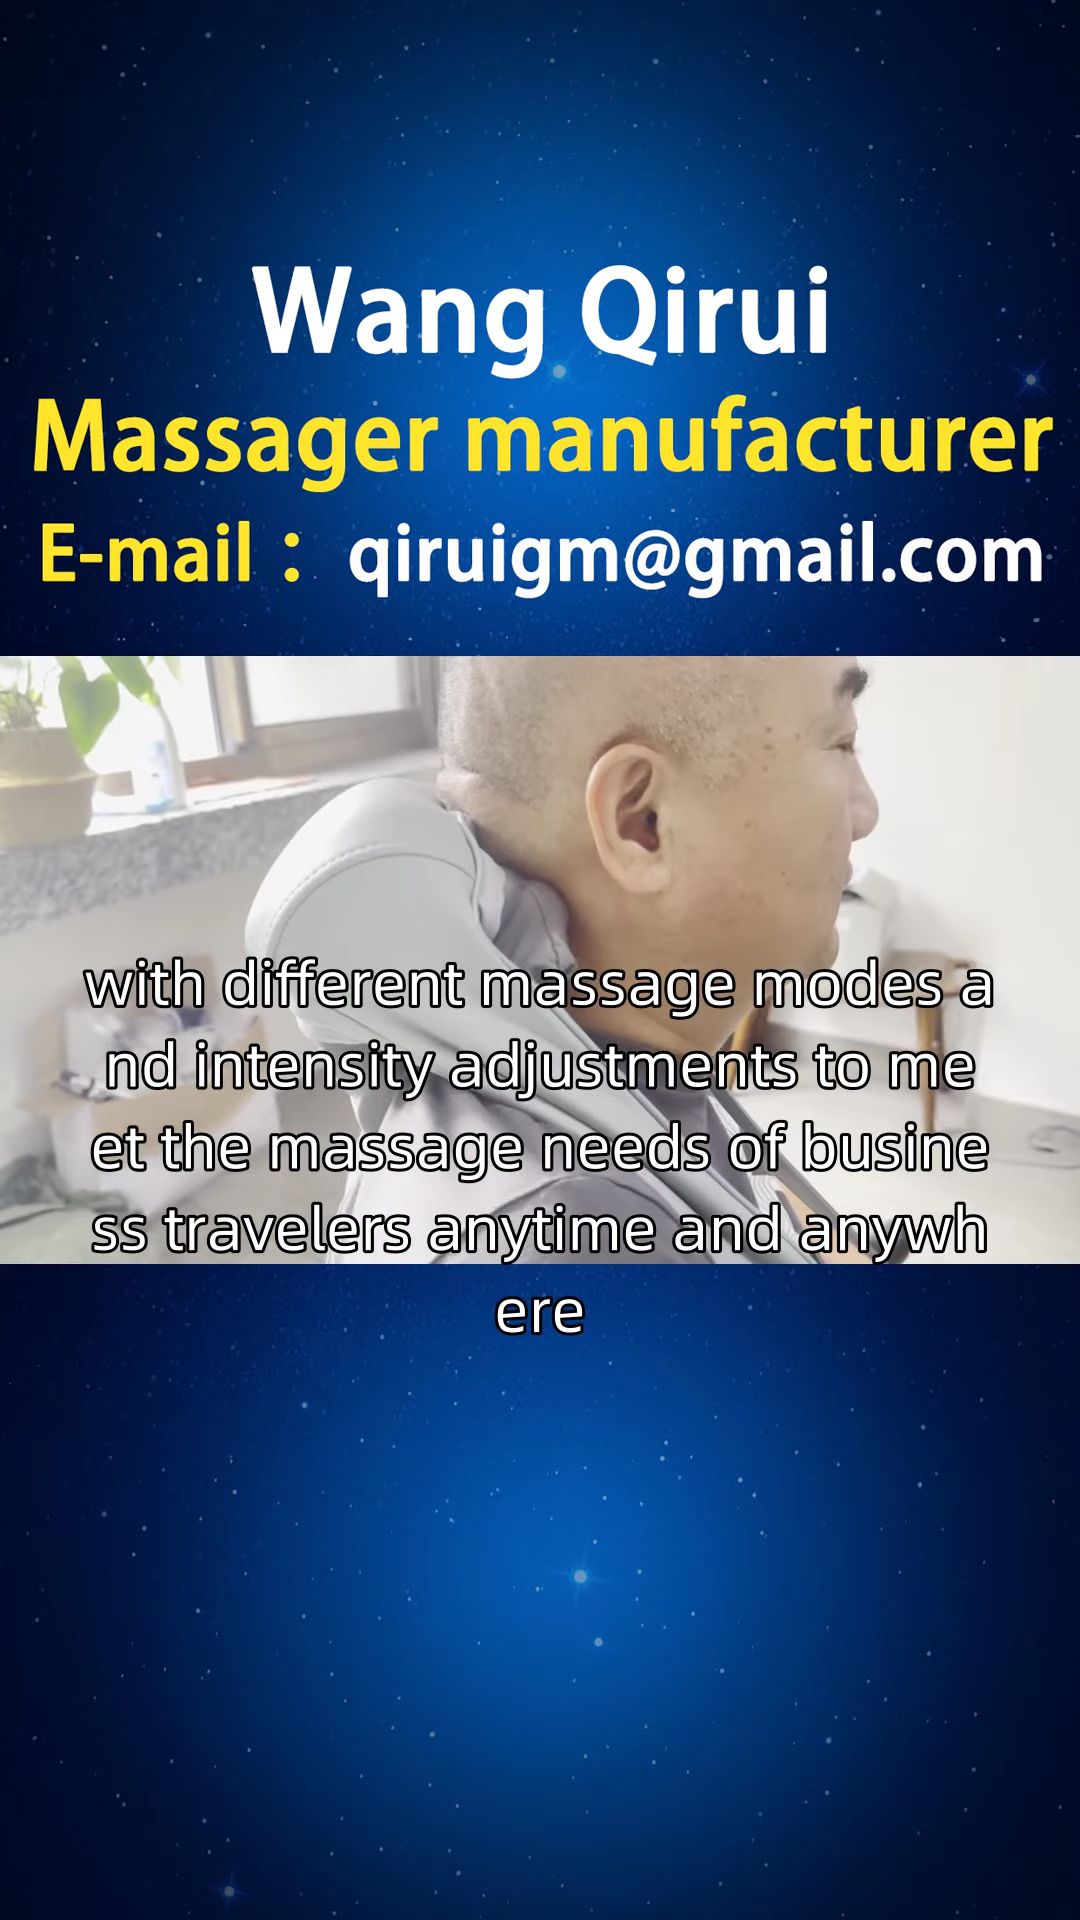 Wang Qirui
Massager manufacturer
E-mail： qiruigm@gmail.com
with different massage modes a
nd intensity adjustments to me
et the massage needs of busine
ss travelers anytime and anywh
ere